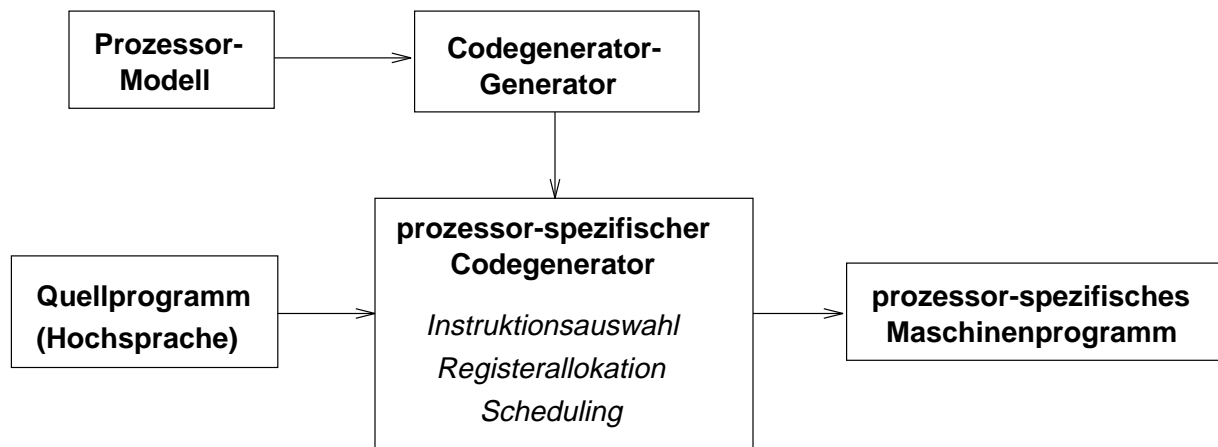 Prozessor-
Modell
Codegenerator-
Generator
prozessor-spezifischer
Codegenerator
Instruktionsauswahl
Registerallokation
Scheduling
Quellprogramm
(Hochsprache)
prozessor-spezifisches
Maschinenprogramm